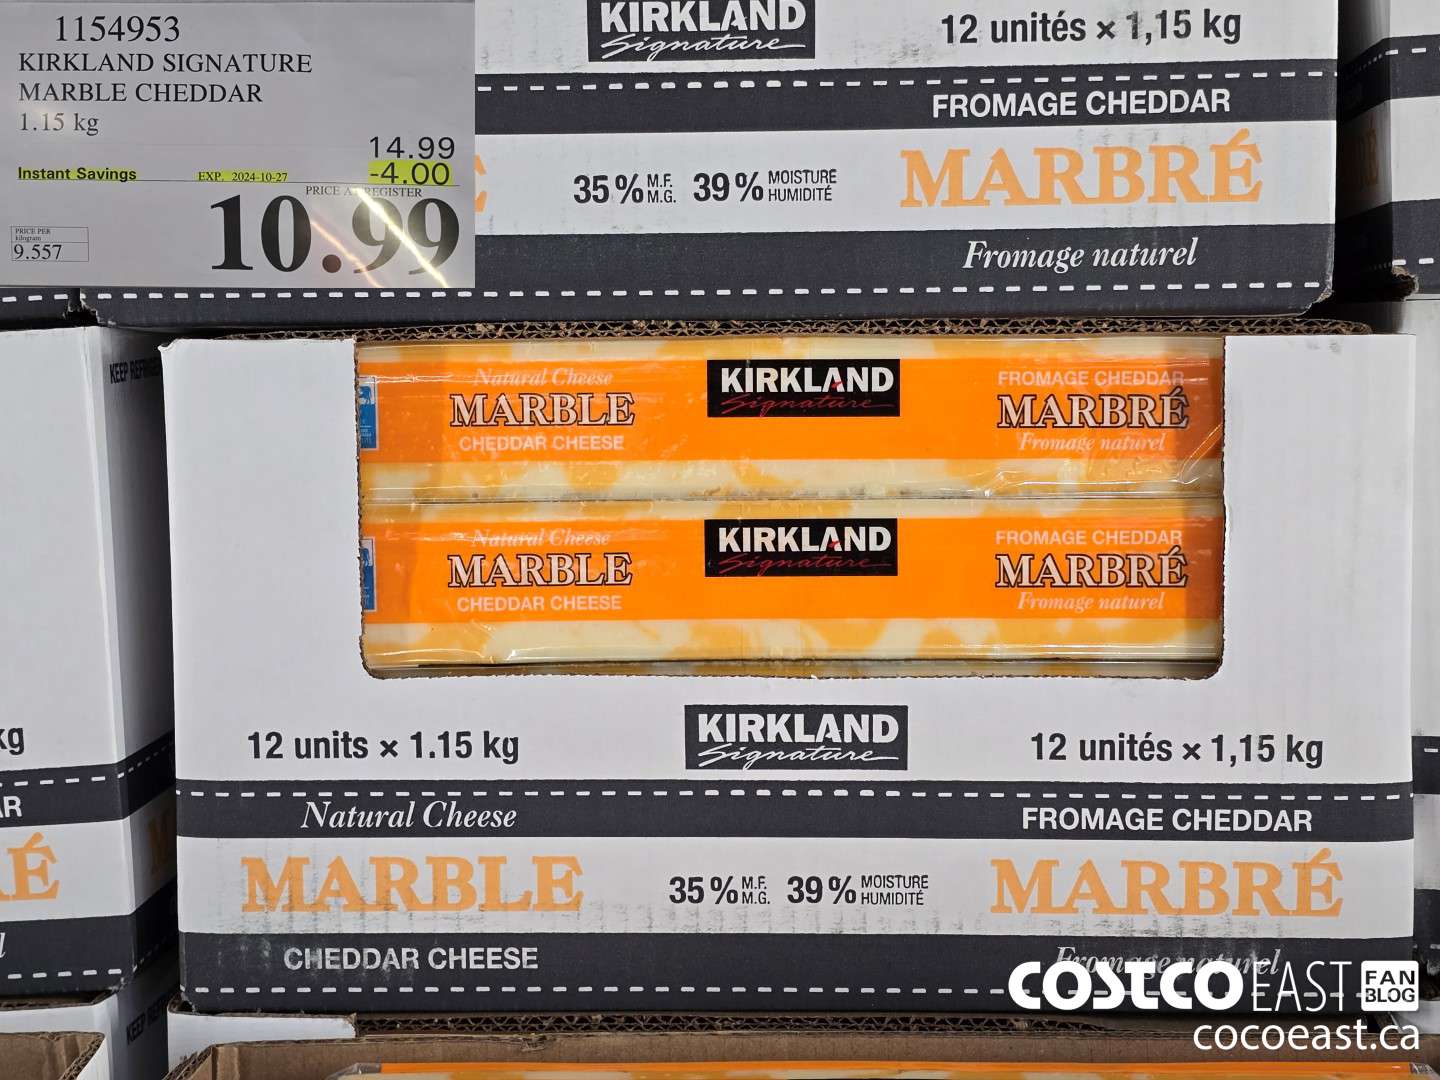 1154953
KIRKLAND SIGNATURE
MARBLE CHEDDAR
1.15 kg
14.99
Instant Savings EXP. 2024-10-27 -4.00
PRICE AT REGISTER
10.99
PRICE PER
kilogram
9.557
KIRKLAND
Signature
12 unités × 1,15 kg
FROMAGE CHEDDAR
35% M.F. M.G. 39% MOISTURE HUMIDITÉ
MARBRÉ
Fromage naturel
KEEP
Natural Cheese
MARBLE
CHEDDAR CHEESE
KIRKLAND
Signature
FROMAGE CHEDDAR
MARBRÉ
Fromage naturel
Natural Cheese
MARBLE
CHEDDAR CHEESE
KIRKLAND
Signature
FROMAGE CHEDDAR
MARBRÉ
Fromage naturel
kg
12 units × 1.15 kg
KIRKLAND
Signature
12 unités × 1,15 kg
Natural Cheese
FROMAGE CHEDDAR
MARBLE
35% M.F. M.G. 39% MOISTURE HUMIDITÉ
MARBRÉ
CHEDDAR CHEESE
Fromage naturel
COSTCO EAST FAN BLOG
cocoeast.ca
KEEP